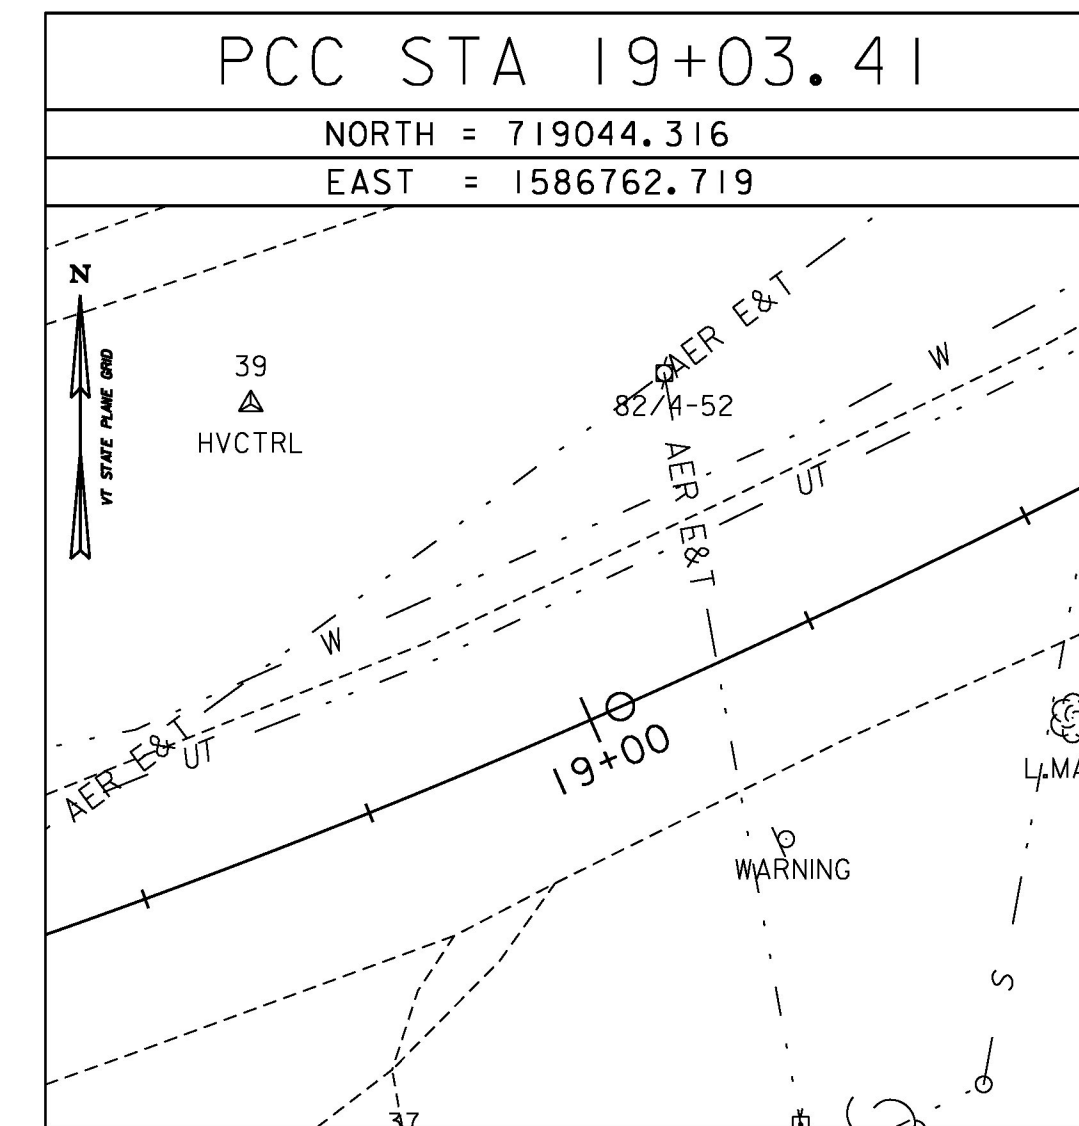 PCC STA 19+03.41
NORTH = 719044.316
EAST = 1586762.719
N
VT STATE PLANE GRID
39
HVCTRL
AER E&T
82/4-52
W
AER E&T
UT
W
AER E&T
UT
19+00
L.MA
WARNING
S
37